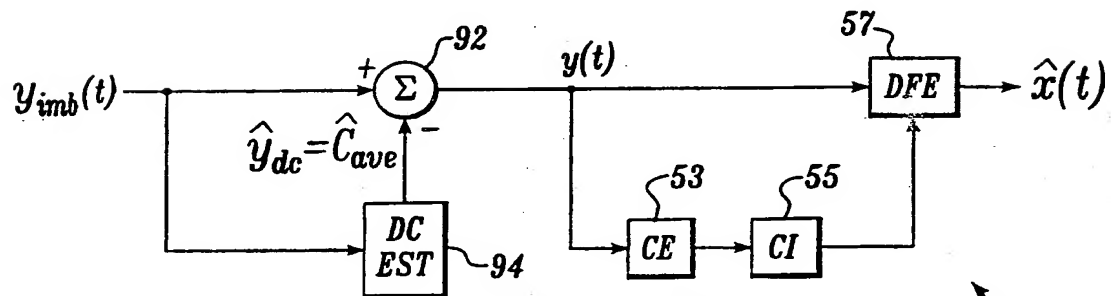 92
57
y_imb(t)
+
Σ
y(t)
DFE
x̂(t)
−
ŷ_dc=Ĉ_ave
53
55
DC
EST
94
CE
CI